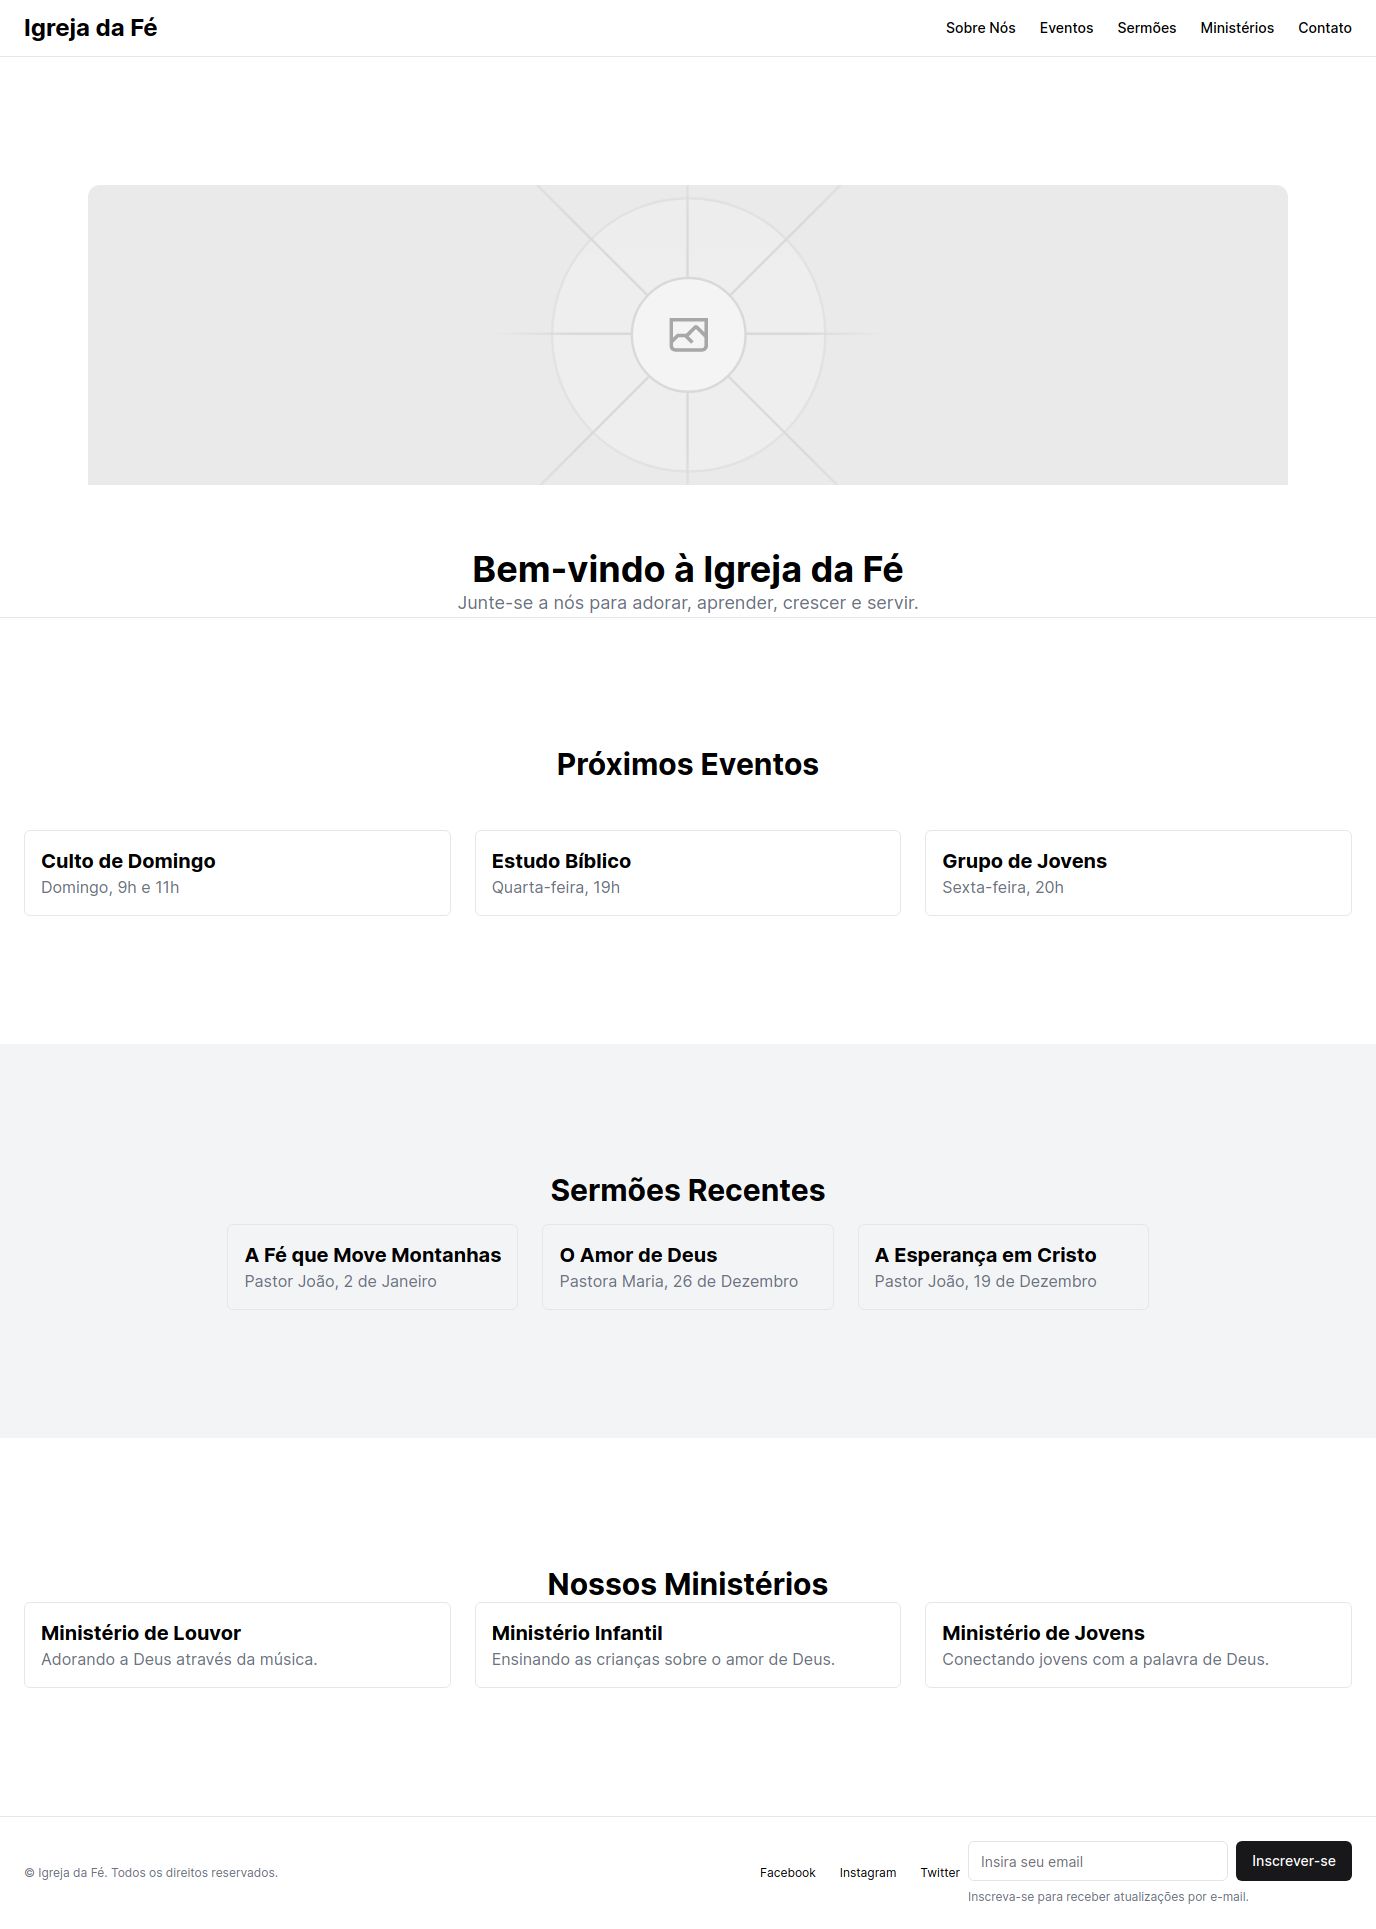 Igreja da Fé
Sobre Nós Eventos Sermões Ministérios Contato
Bem-vindo à Igreja da Fé
Junte-se a nós para adorar, aprender, crescer e servir.
Próximos Eventos
Culto de Domingo
Domingo, 9h e 11h
Estudo Bíblico
Quarta-feira, 19h
Grupo de Jovens
Sexta-feira, 20h
Sermões Recentes
A Fé que Move Montanhas
Pastor João, 2 de Janeiro
O Amor de Deus
Pastora Maria, 26 de Dezembro
A Esperança em Cristo
Pastor João, 19 de Dezembro
Nossos Ministérios
Ministério de Louvor
Adorando a Deus através da música.
Ministério Infantil
Ensinando as crianças sobre o amor de Deus.
Ministério de Jovens
Conectando jovens com a palavra de Deus.
© Igreja da Fé. Todos os direitos reservados.
Facebook Instagram Twitter
Insira seu email
Inscrever-se
Inscreva-se para receber atualizações por e-mail.